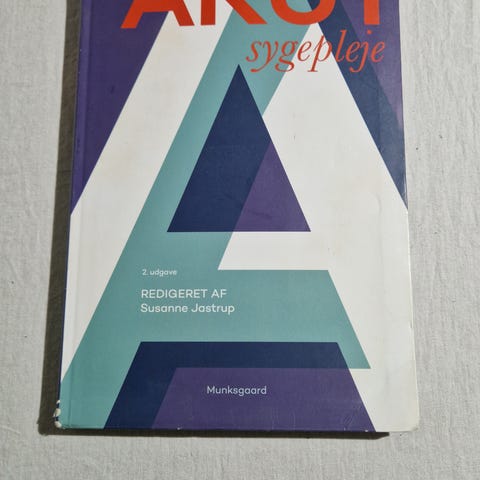 AKUT
sygepleje
2. udgave
REDIGERET AF
Susanne Jastrup
Munksgaard